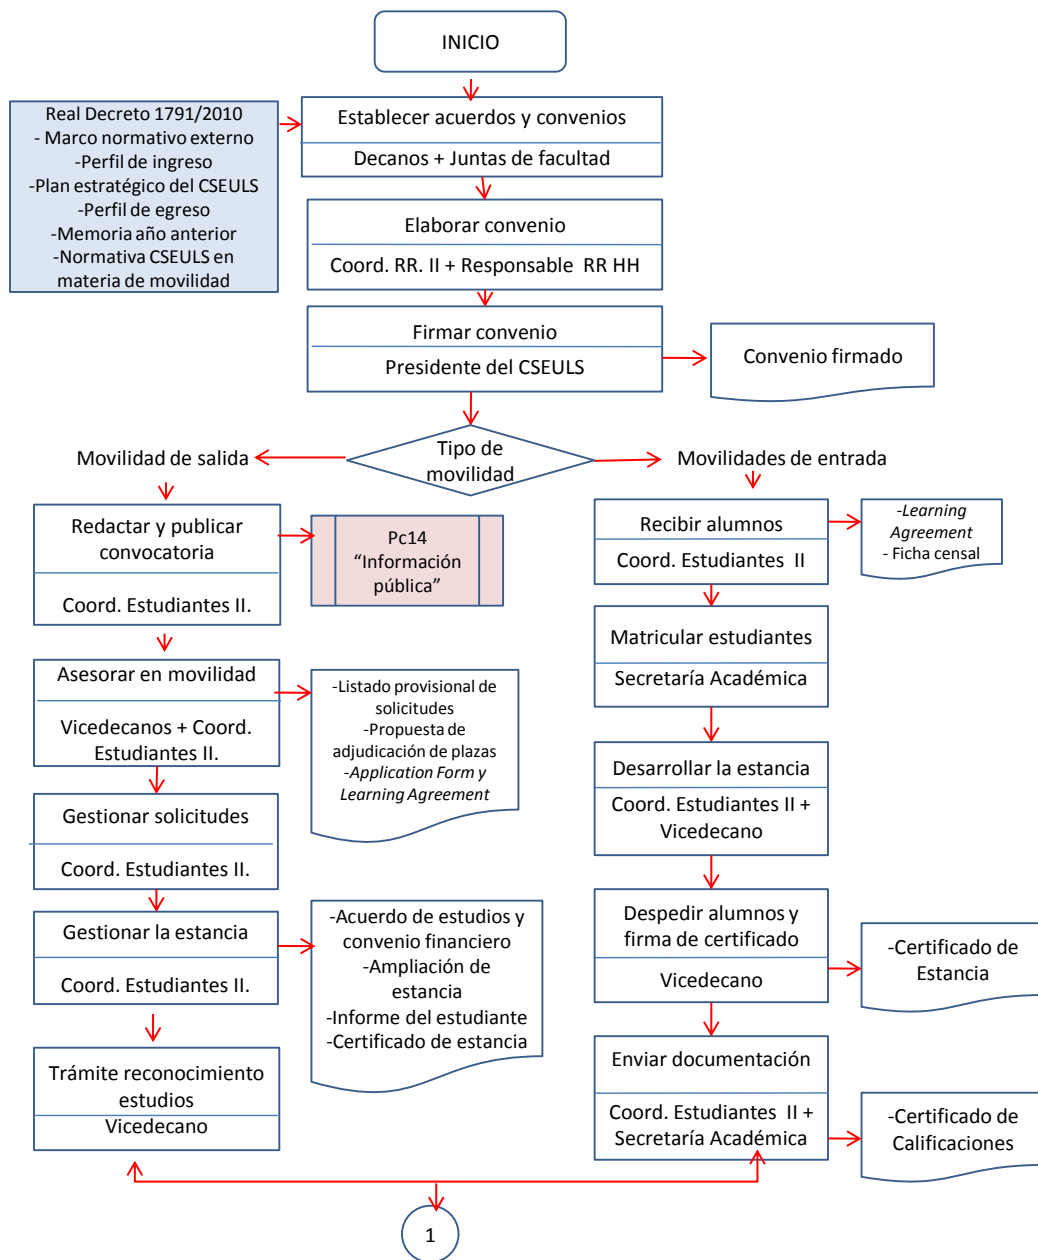 INICIO
Real Decreto 1791/2010
- Marco normativo externo
-Perfil de ingreso
-Plan estratégico del CSEULS
-Perfil de egreso
-Memoria año anterior
-Normativa CSEULS en
materia de movilidad
Establecer acuerdos y convenios
Decanos + Juntas de facultad
Elaborar convenio
Coord. RR. II + Responsable RR HH
Firmar convenio
Presidente del CSEULS
Convenio firmado
Tipo de
movilidad
Movilidad de salida
Movilidades de entrada
Redactar y publicar
convocatoria
Coord. Estudiantes II.
Pc14
“Información
pública”
Asesorar en movilidad
Vicedecanos + Coord.
Estudiantes II.
-Listado provisional de
solicitudes
-Propuesta de
adjudicación de plazas
-Application Form y
Learning Agreement
Gestionar solicitudes
Coord. Estudiantes II.
Gestionar la estancia
Coord. Estudiantes II.
-Acuerdo de estudios y
convenio financiero
-Ampliación de
estancia
-Informe del estudiante
-Certificado de estancia
Trámite reconocimiento
estudios
Vicedecano
Recibir alumnos
Coord. Estudiantes II
-Learning
Agreement
- Ficha censal
Matricular estudiantes
Secretaría Académica
Desarrollar la estancia
Coord. Estudiantes II +
Vicedecano
Despedir alumnos y
firma de certificado
Vicedecano
-Certificado de
Estancia
Enviar documentación
Coord. Estudiantes II +
Secretaría Académica
-Certificado de
Calificaciones
1